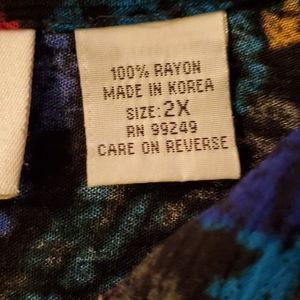 100% RAYON
MADE IN KOREA
SIZE: 2X
RN 99249
CARE ON REVERSE